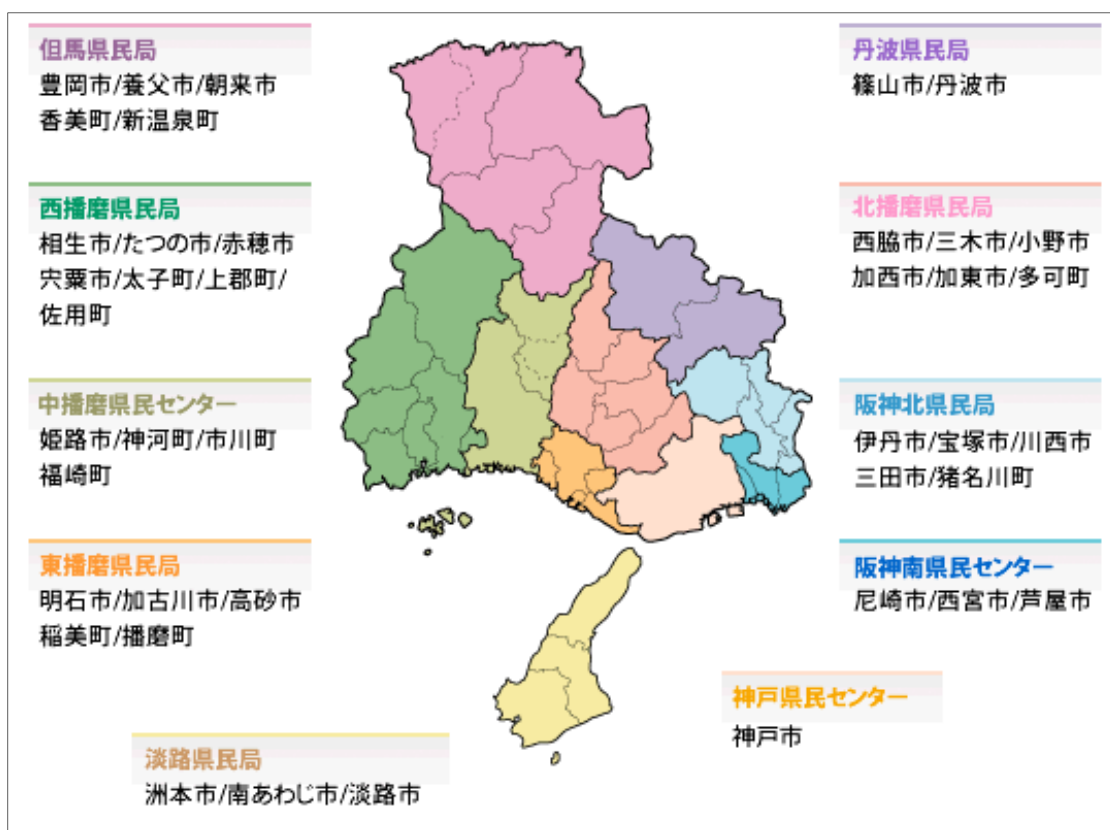 但馬県民局
豊岡市/養父市/朝来市
香美町/新温泉町
西播磨県民局
相生市/たつの市/赤穂市
宍粟市/太子町/上郡町/
佐用町
中播磨県民センター
姫路市/神河町/市川町
福崎町
東播磨県民局
明石市/加古川市/高砂市
稲美町/播磨町
淡路県民局
洲本市/南あわじ市/淡路市
丹波県民局
篠山市/丹波市
北播磨県民局
西脇市/三木市/小野市
加西市/加東市/多可町
阪神北県民局
伊丹市/宝塚市/川西市
三田市/猪名川町
阪神南県民センター
尼崎市/西宮市/芦屋市
神戸県民センター
神戸市